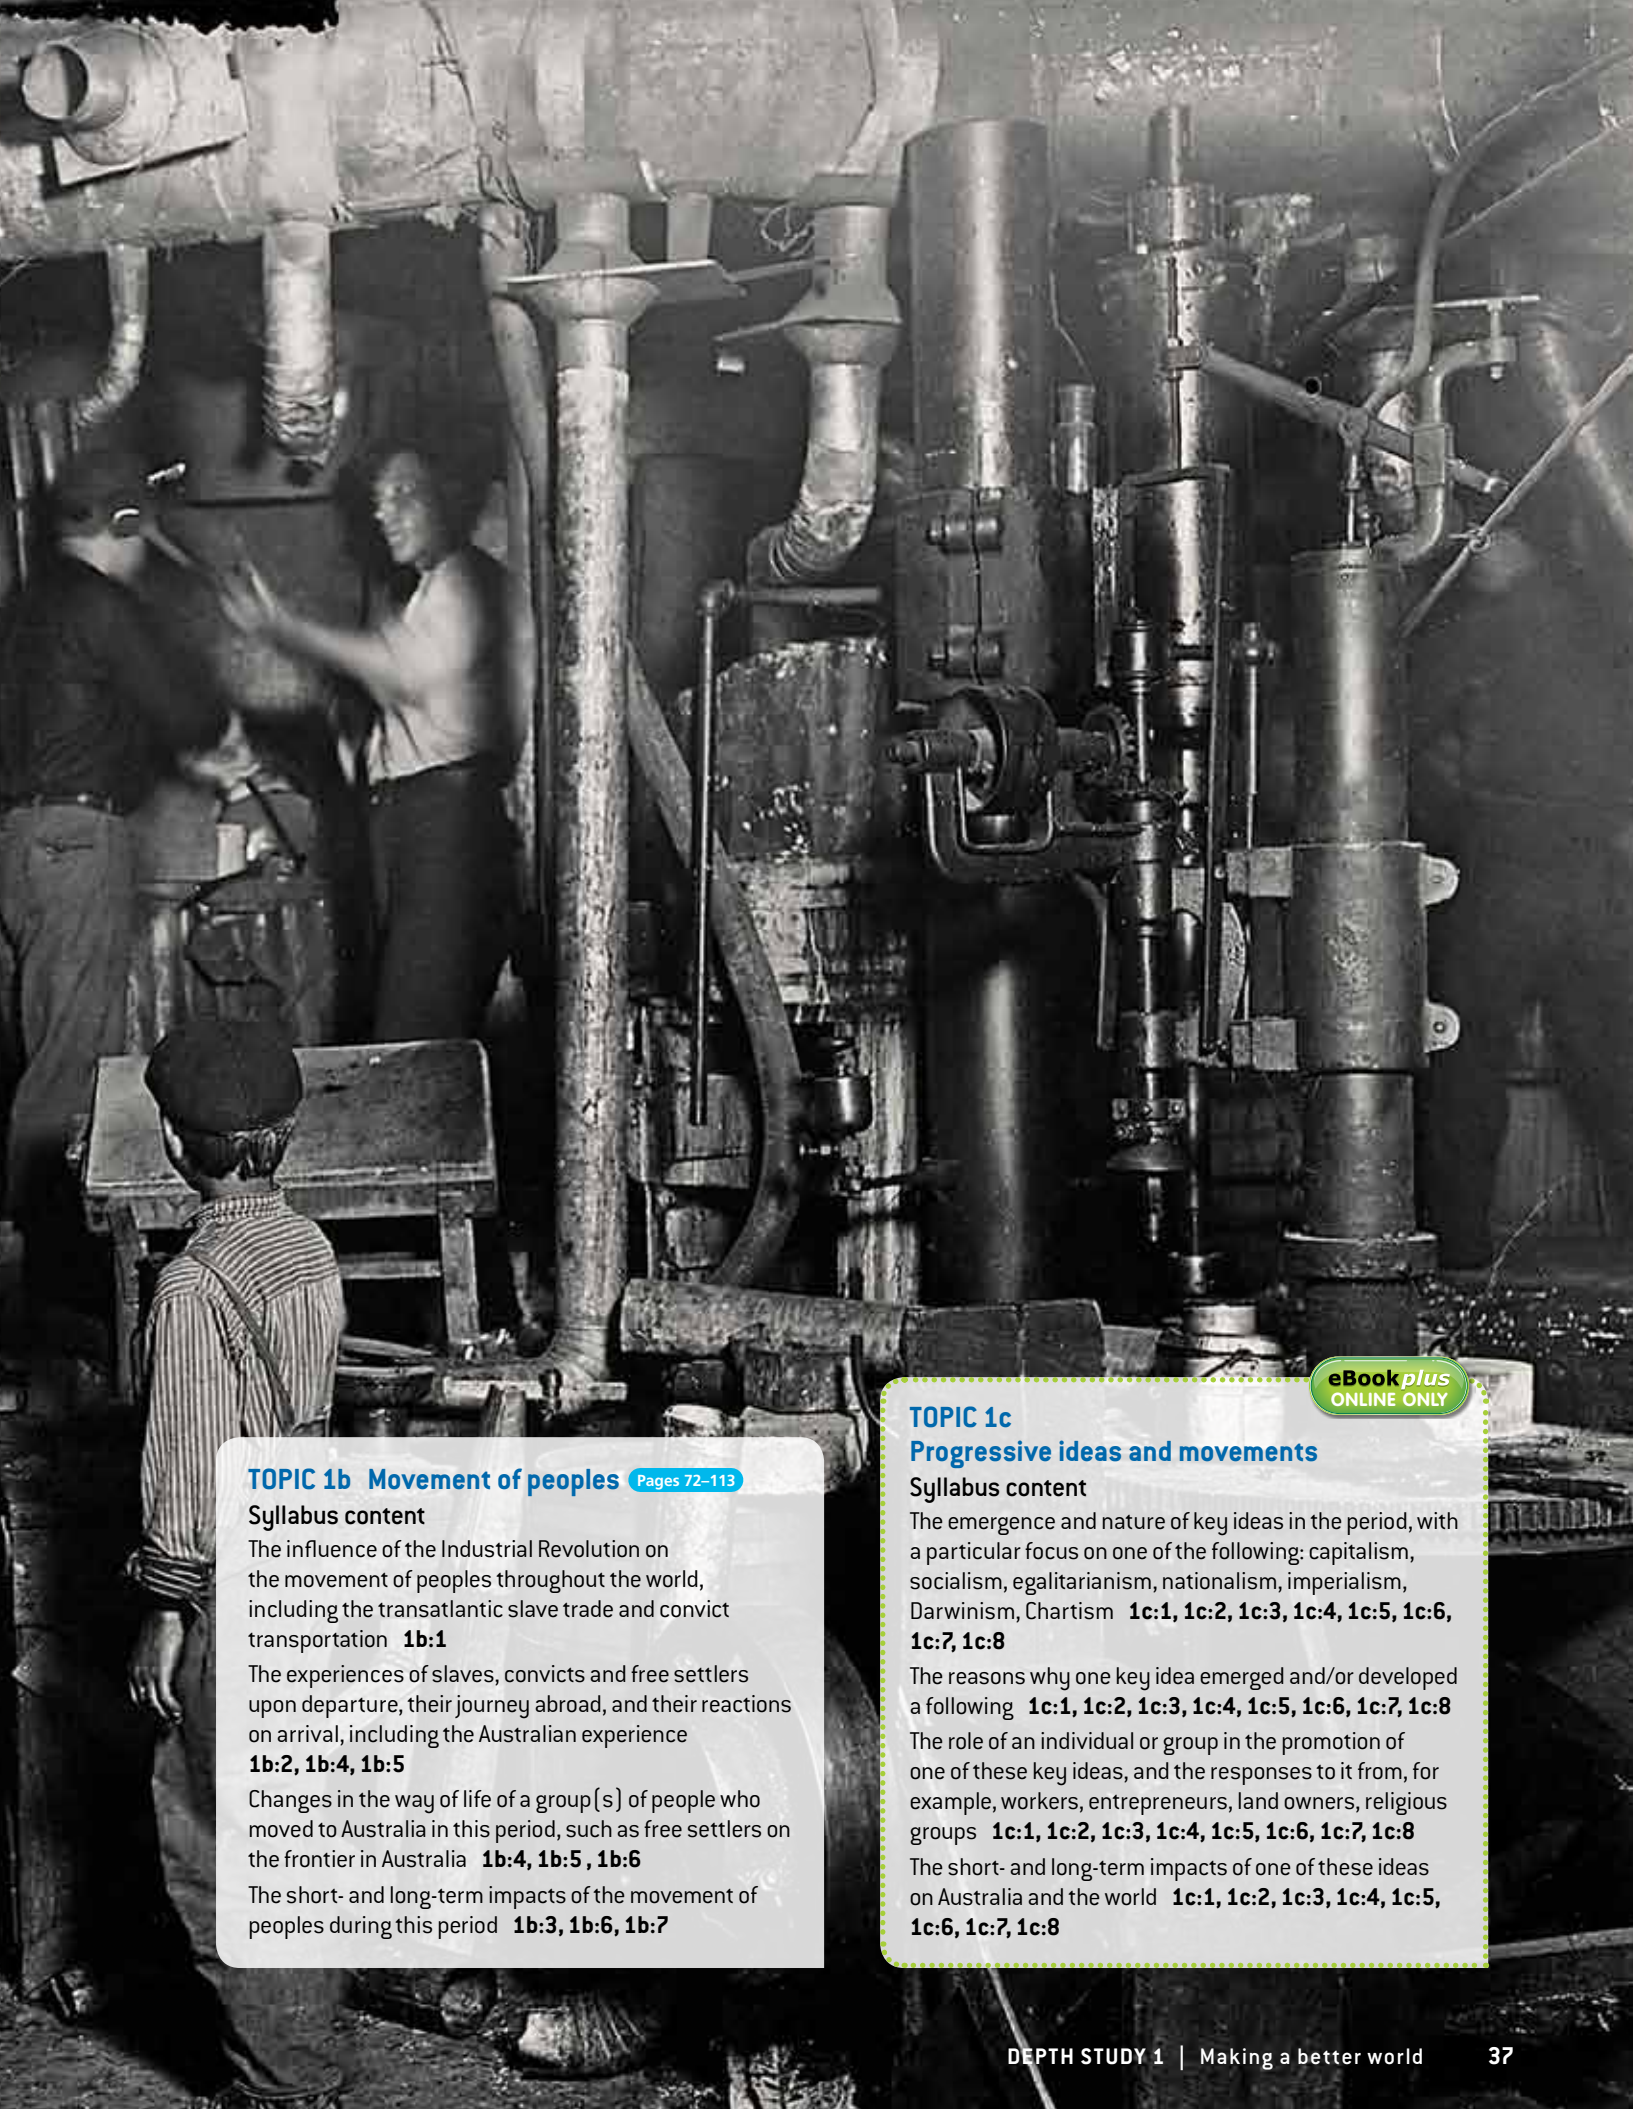 TOPIC 1b Movement of peoples Pages 72–113
Syllabus content
The influence of the Industrial Revolution on
the movement of peoples throughout the world,
including the transatlantic slave trade and convict
transportation 1b:1
The experiences of slaves, convicts and free settlers
upon departure, their journey abroad, and their reactions
on arrival, including the Australian experience
1b:2, 1b:4, 1b:5
Changes in the way of life of a group(s) of people who
moved to Australia in this period, such as free settlers on
the frontier in Australia 1b:4, 1b:5 , 1b:6
The short- and long-term impacts of the movement of
peoples during this period 1b:3, 1b:6, 1b:7
eBookplus
ONLINE ONLY
TOPIC 1c
Progressive ideas and movements
Syllabus content
The emergence and nature of key ideas in the period, with
a particular focus on one of the following: capitalism,
socialism, egalitarianism, nationalism, imperialism,
Darwinism, Chartism 1c:1, 1c:2, 1c:3, 1c:4, 1c:5, 1c:6,
1c:7, 1c:8
The reasons why one key idea emerged and/or developed
a following 1c:1, 1c:2, 1c:3, 1c:4, 1c:5, 1c:6, 1c:7, 1c:8
The role of an individual or group in the promotion of
one of these key ideas, and the responses to it from, for
example, workers, entrepreneurs, land owners, religious
groups 1c:1, 1c:2, 1c:3, 1c:4, 1c:5, 1c:6, 1c:7, 1c:8
The short- and long-term impacts of one of these ideas
on Australia and the world 1c:1, 1c:2, 1c:3, 1c:4, 1c:5,
1c:6, 1c:7, 1c:8
DEPTH STUDY 1 | Making a better world 37